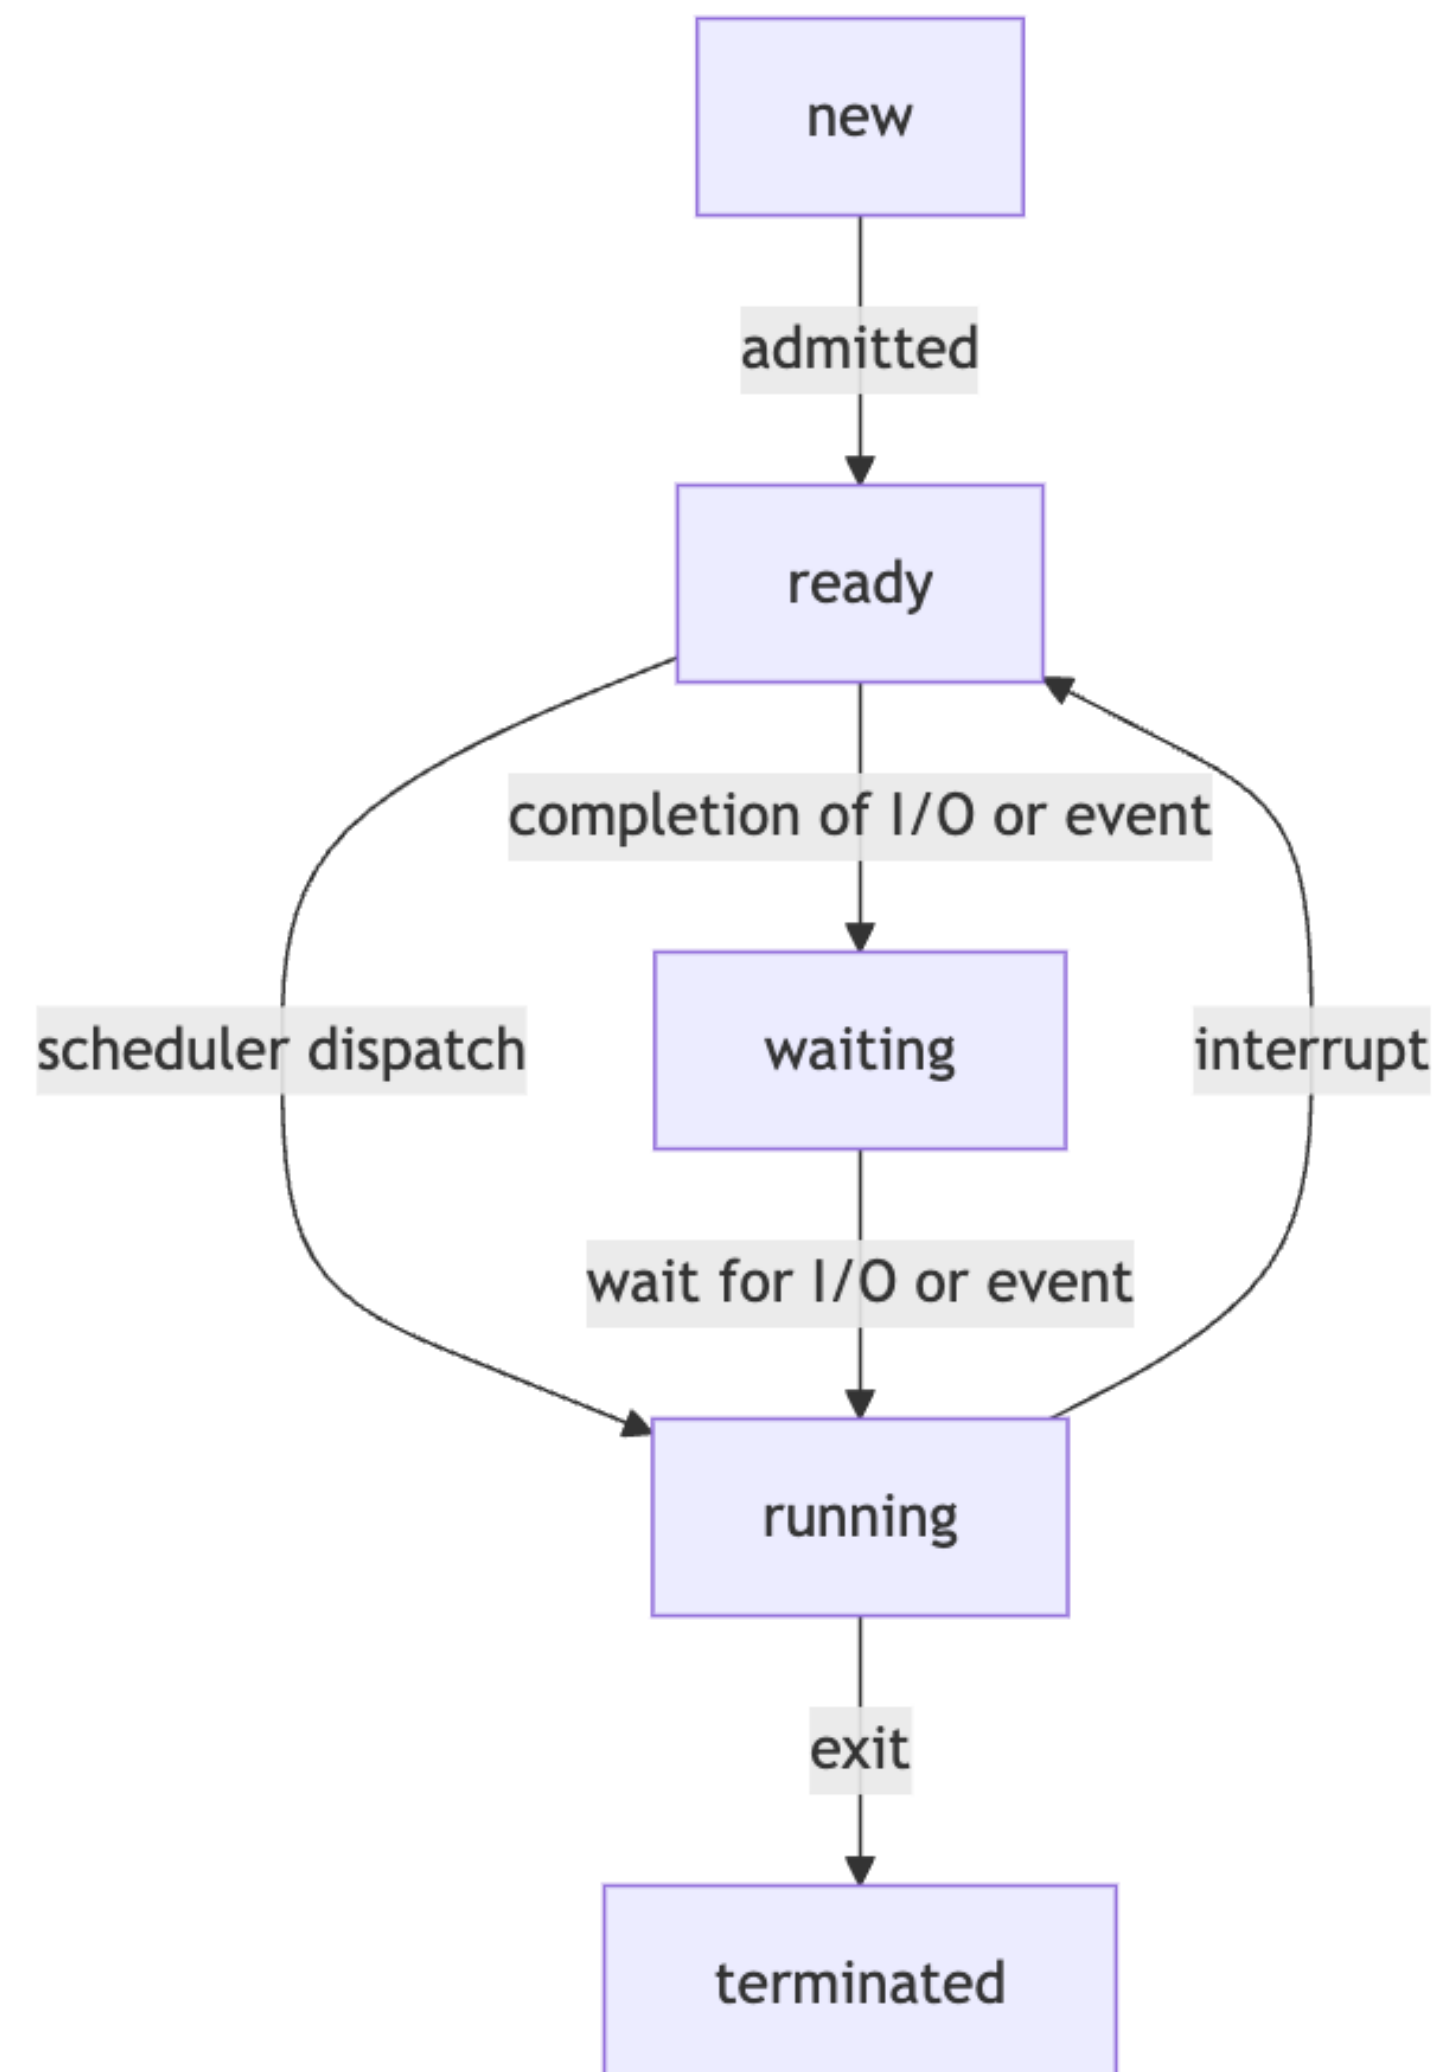 new
admitted
ready
completion of I/O or event
scheduler dispatch
waiting
interrupt
wait for I/O or event
running
exit
terminated